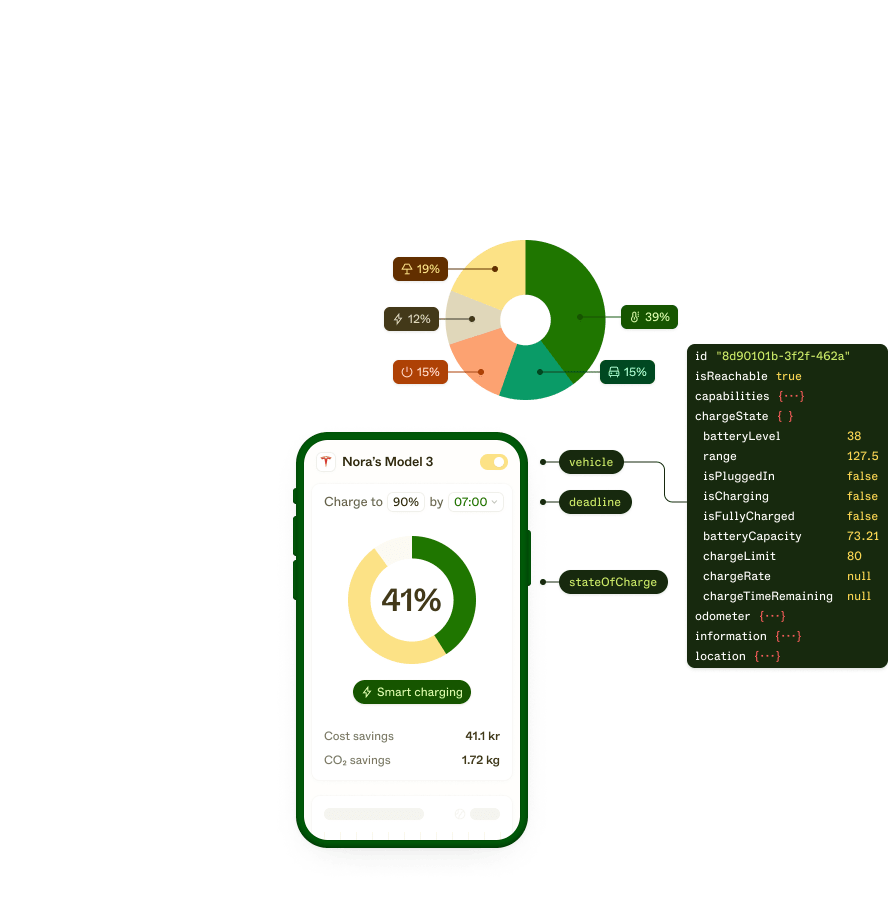 19%
12%
39%
15%
15%
id "8d90101b-3f2f-462a"
isReachable true
capabilities {···}
chargeState { }
batteryLevel 38
range 127.5
isPluggedIn false
isCharging false
isFullyCharged false
batteryCapacity 73.21
chargeLimit 80
chargeRate null
chargeTimeRemaining null
odometer {···}
information {···}
location {···}
Nora's Model 3
vehicle
Charge to 90% by 07:00
deadline
41%
stateOfCharge
Smart charging
Cost savings 41.1 kr
CO₂ savings 1.72 kg